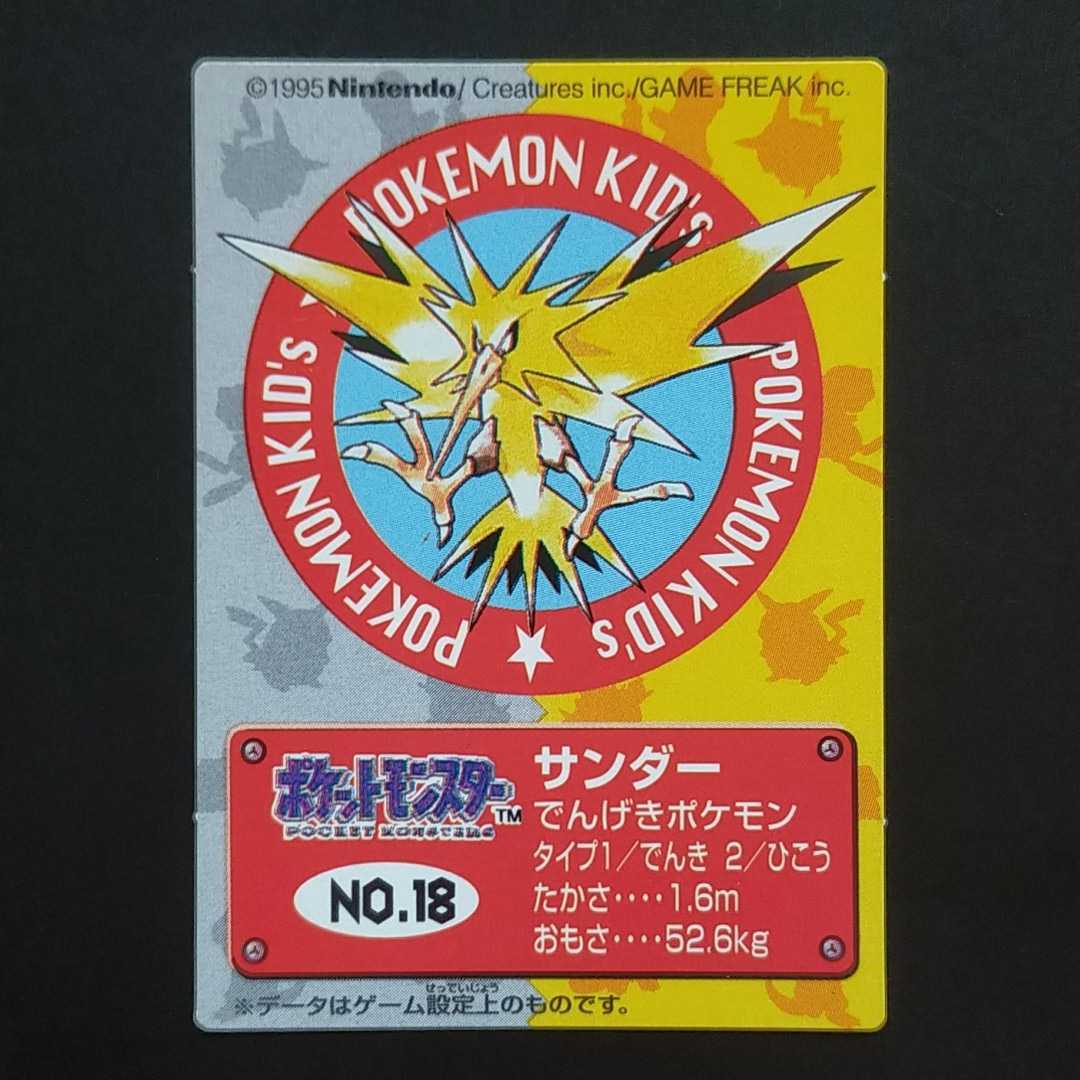 ©1995 Nintendo/ Creatures inc./GAME FREAK inc.
POKEMON KID's
POKEMON KID's
POKEMON KID's
ポケットモンスター™
POCKET MONSTERS
NO.18
サンダー
でんげきポケモン
タイプ1/でんき 2/ひこう
たかさ‥‥1.6m
おもさ‥‥52.6kg
せっていじょう
※データはゲーム設定上のものです。